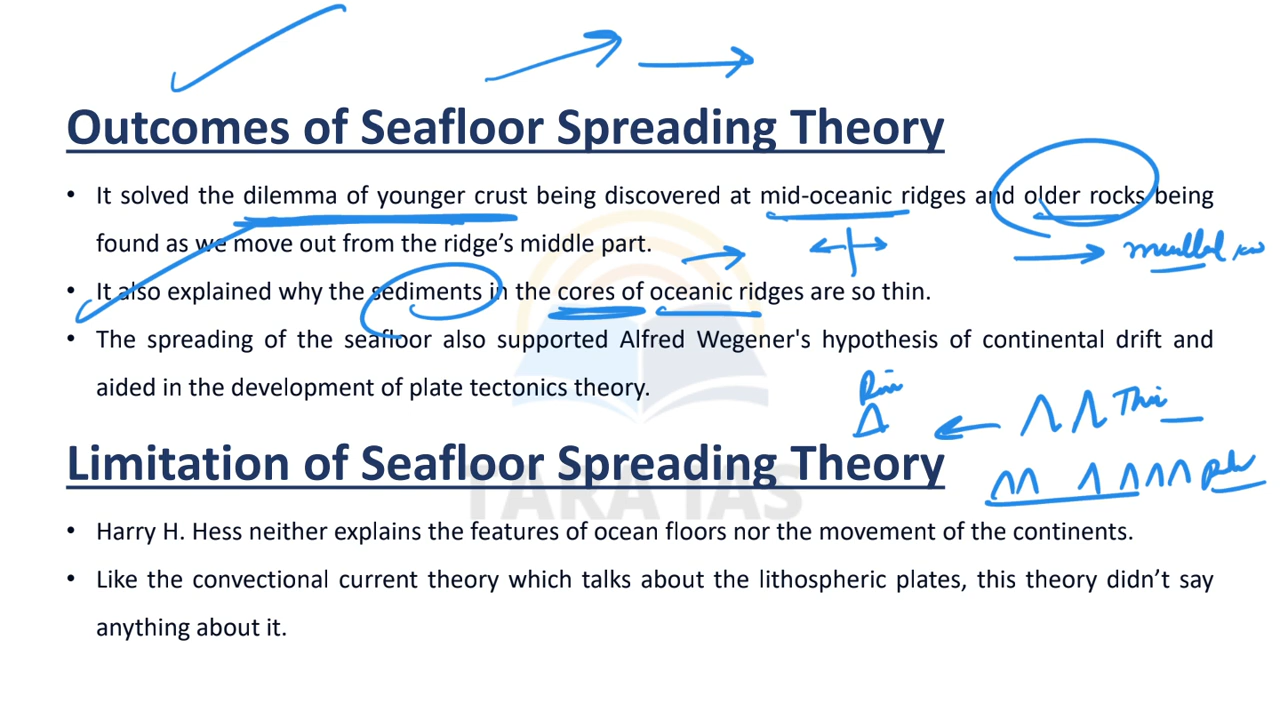 Outcomes of Seafloor Spreading Theory
• It solved the dilemma of younger crust being discovered at mid-oceanic ridges and older rocks being
found as we move out from the ridge's middle part.
• It also explained why the sediments in the cores of oceanic ridges are so thin.
• The spreading of the seafloor also supported Alfred Wegener's hypothesis of continental drift and
aided in the development of plate tectonics theory.
Limitation of Seafloor Spreading Theory
TARA IAS
• Harry H. Hess neither explains the features of ocean floors nor the movement of the continents.
• Like the convectional current theory which talks about the lithospheric plates, this theory didn't say
anything about it.